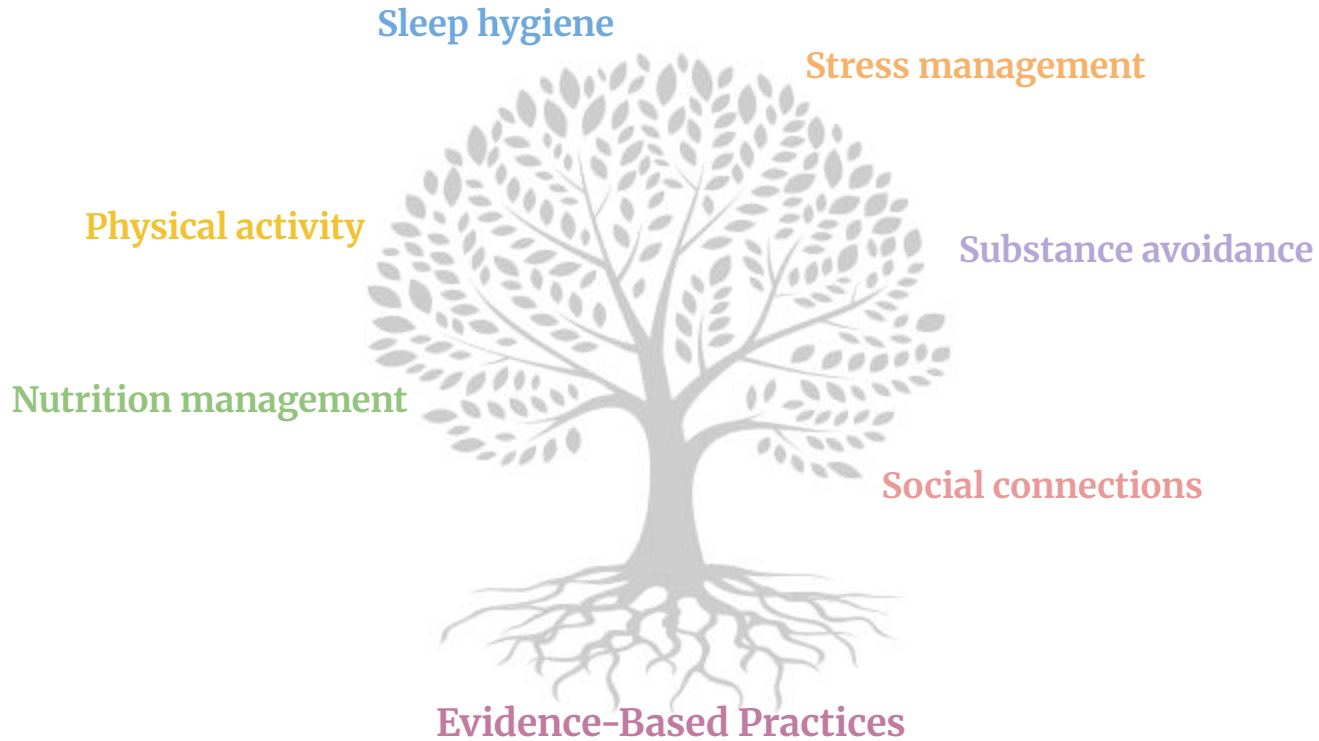 Sleep hygiene
Stress management
Physical activity
Substance avoidance
Nutrition management
Social connections
Evidence-Based Practices